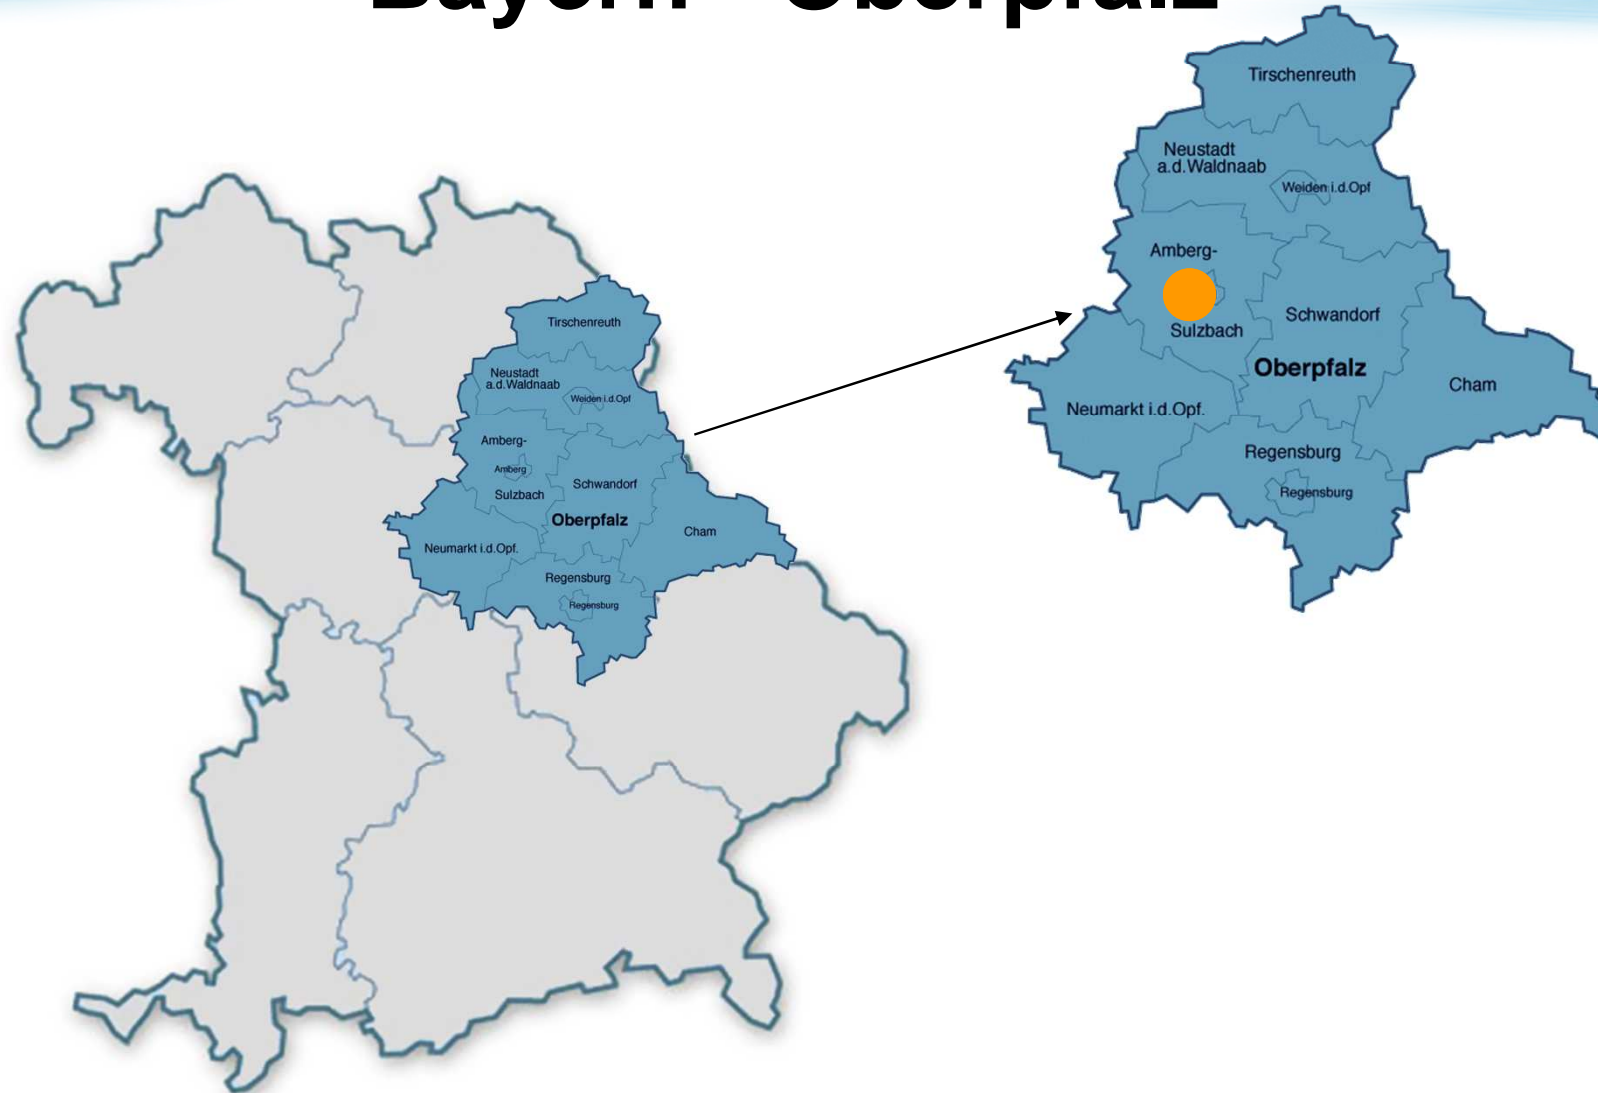 Bayern - Oberpfalz
Tirschenreuth
Neustadt
a.d.Waldnaab
Weiden i.d.Opf
Amberg-
Amberg
Sulzbach
Schwandorf
Oberpfalz
Cham
Neumarkt i.d.Opf.
Regensburg
Regensburg
Tirschenreuth
Neustadt
a.d.Waldnaab
Weiden i.d.Opf
Amberg-
Sulzbach
Schwandorf
Oberpfalz
Cham
Neumarkt i.d.Opf.
Regensburg
Regensburg